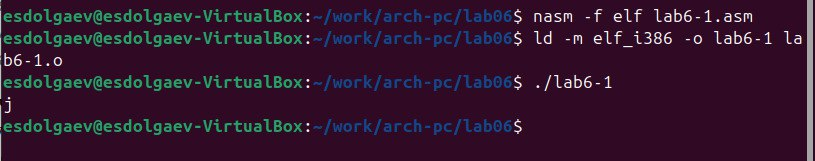 esdolgaev@esdolgaev-VirtualBox:~/work/arch-pc/lab06$ nasm -f elf lab6-1.asm
esdolgaev@esdolgaev-VirtualBox:~/work/arch-pc/lab06$ ld -m elf_i386 -o lab6-1 la
b6-1.o
esdolgaev@esdolgaev-VirtualBox:~/work/arch-pc/lab06$ ./lab6-1
j
esdolgaev@esdolgaev-VirtualBox:~/work/arch-pc/lab06$